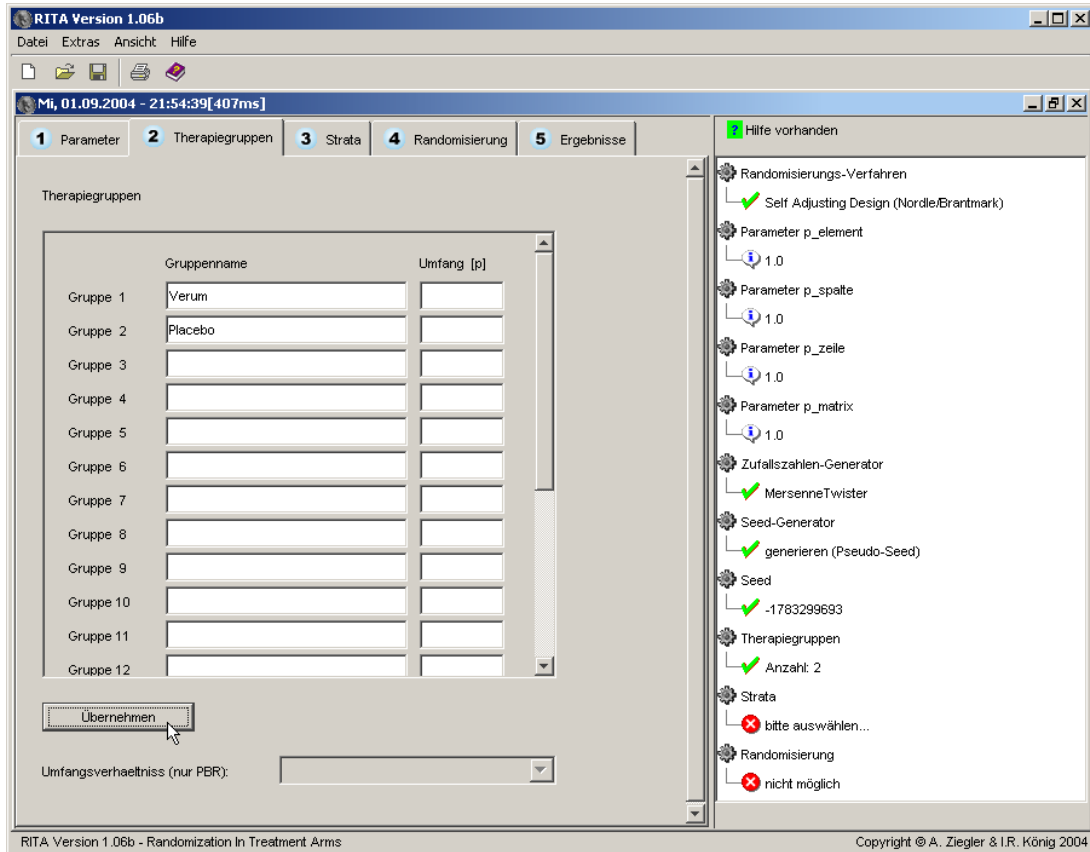 RITA Version 1.06b
Datei Extras Ansicht Hilfe
Mi, 01.09.2004 - 21:54:39[407ms]
1 Parameter 2 Therapiegruppen 3 Strata 4 Randomisierung 5 Ergebnisse
Therapiegruppen
Gruppenname Umfang [p]
Gruppe 1 Verum
Gruppe 2 Placebo
Gruppe 3
Gruppe 4
Gruppe 5
Gruppe 6
Gruppe 7
Gruppe 8
Gruppe 9
Gruppe 10
Gruppe 11
Gruppe 12
Übernehmen
Umfangsverhaeltniss (nur PBR):
? Hilfe vorhanden
Randomisierungs-Verfahren
Self Adjusting Design (Nordle/Brantmark)
Parameter p_element
1.0
Parameter p_spalte
1.0
Parameter p_zeile
1.0
Parameter p_matrix
1.0
Zufallszahlen-Generator
MersenneTwister
Seed-Generator
generieren (Pseudo-Seed)
Seed
-1783299693
Therapiegruppen
Anzahl: 2
Strata
bitte auswählen...
Randomisierung
nicht möglich
RITA Version 1.06b - Randomization In Treatment Arms
Copyright © A. Ziegler & I.R. König 2004